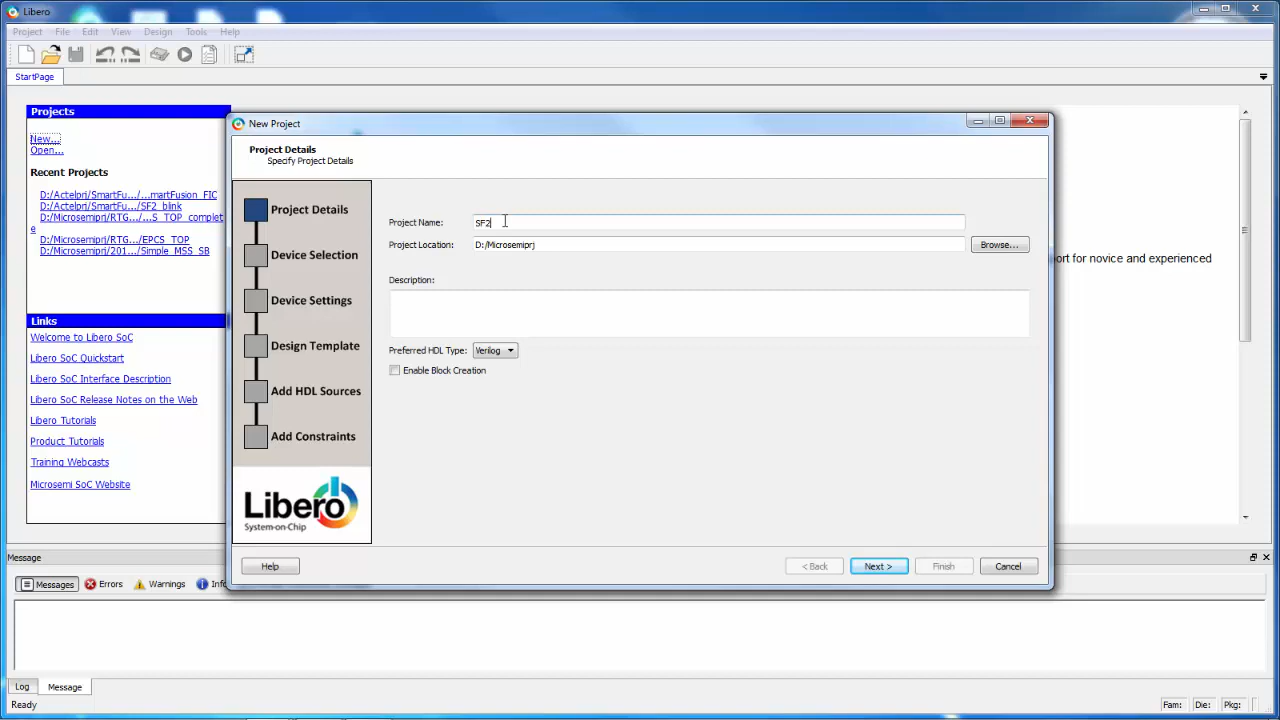 Libero
Project File Edit View Design Tools Help
StartPage
Projects
New...
Open...
Recent Projects
D:/Actelprj/SmartFu.../...martFusion_FIC
D:/Actelprj/SmartFu.../SF2_blink
D:/Microsemiprj/RTG.../...S_TOP_complet
e
D:/Microsemiprj/RTG.../EPCS_TOP
D:/Microsemiprj/201.../Simple_MSS_SB
Links
Welcome to Libero SoC
Libero SoC Quickstart
Libero SoC Interface Description
Libero SoC Release Notes on the Web
Libero Tutorials
Product Tutorials
Training Webcasts
Microsemi SoC Website
ort for novice and experienced
New Project
Project Details
Specify Project Details
Project Details
Device Selection
Device Settings
Design Template
Add HDL Sources
Add Constraints
Libero
System-on-Chip
Project Name: SF2
Project Location: D:/Microsemiprj Browse...
Description:
Preferred HDL Type: Verilog
Enable Block Creation
Help < Back Next > Finish Cancel
Message
Messages Errors Warnings Info
Log Message
Ready Fam: Die: Pkg: